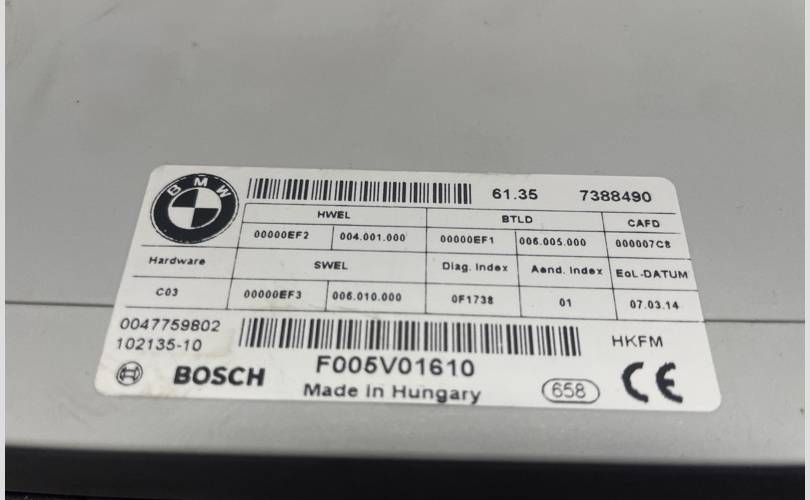 BMW
61.35 7388490
HWEL BTLD CAFD
00000EF2 004.001.000 00000EF1 006.005.000 000007C8
Hardware SWEL Diag. Index Aend. Index EoL-DATUM
C03 00000EF3 006.010.000 0F1738 01 07.03.14
0047759802
102135-10
HKFM
BOSCH F005V01610
Made in Hungary 658 CE